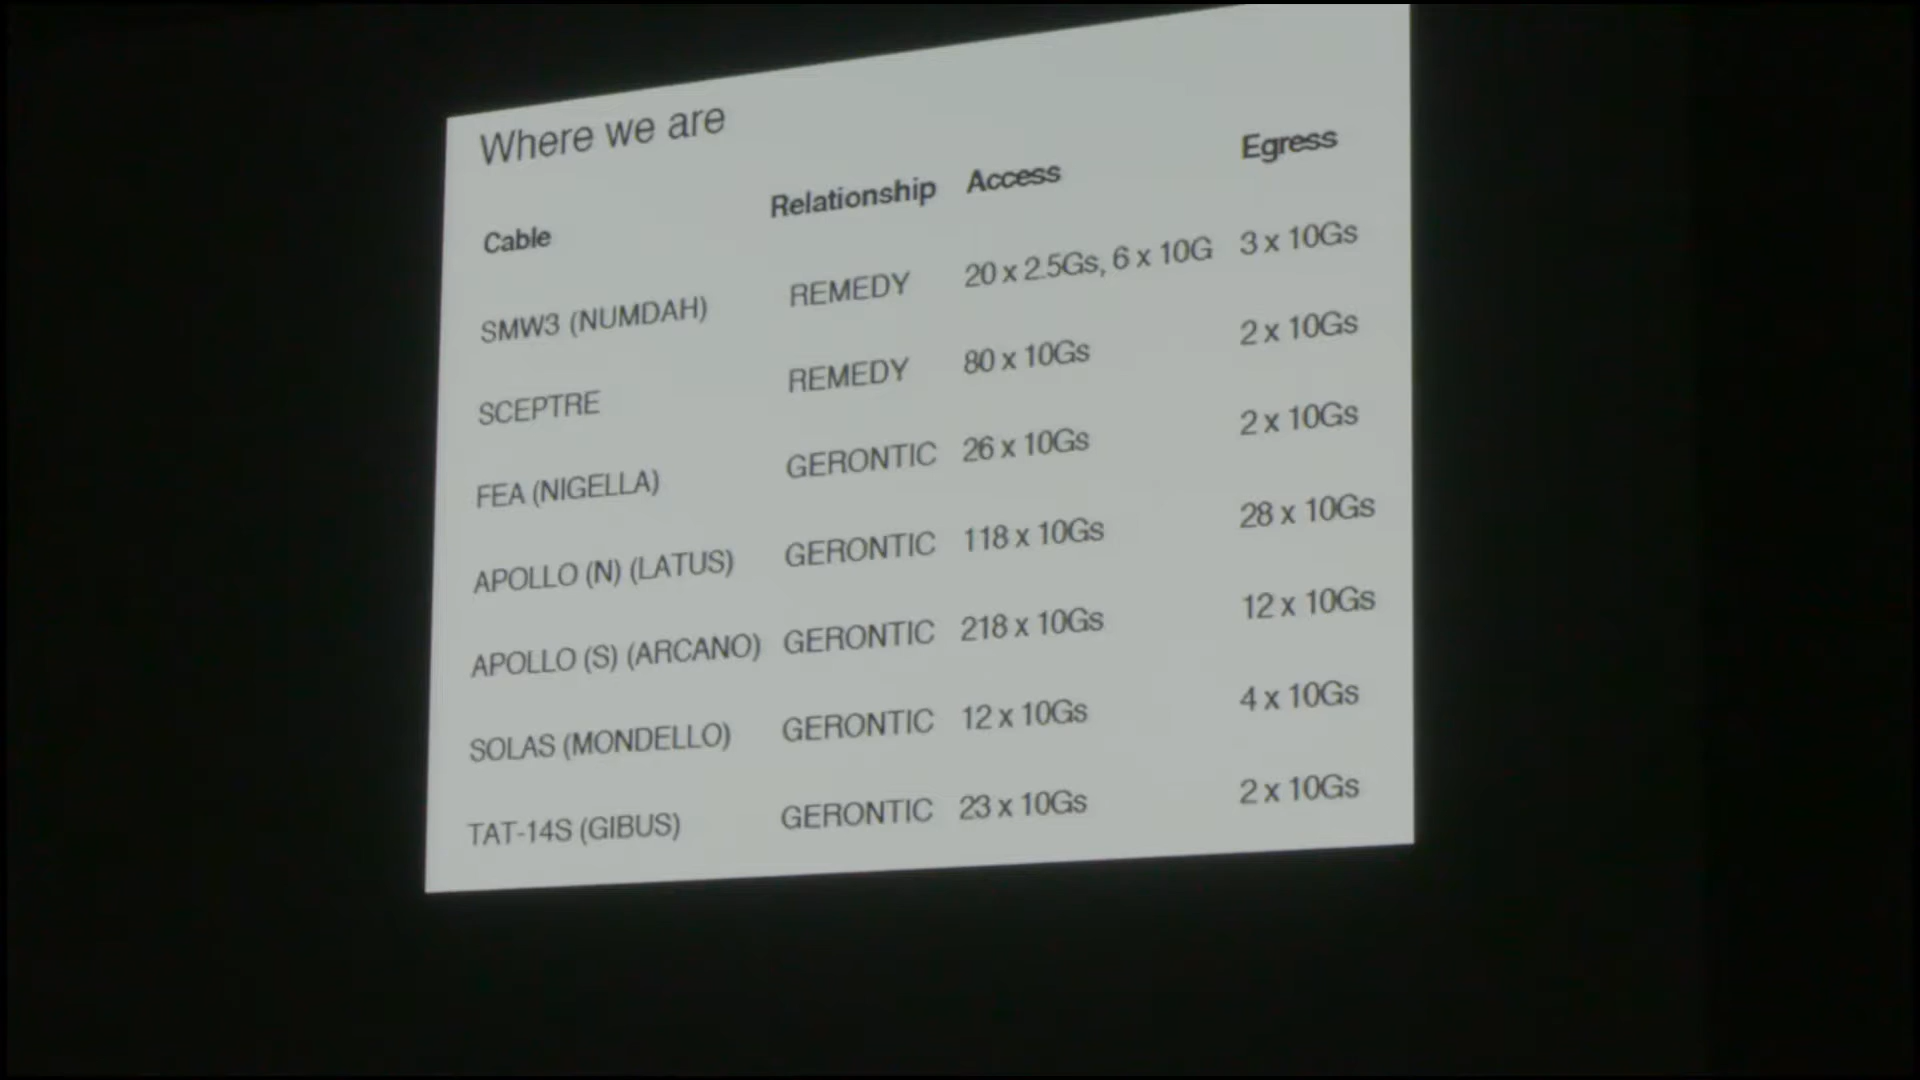 Where we are
Cable Relationship Access Egress
SMW3 (NUMDAH) REMEDY 20 x 2.5Gs, 6 x 10G 3 x 10Gs
SCEPTRE REMEDY 80 x 10Gs 2 x 10Gs
FEA (NIGELLA) GERONTIC 26 x 10Gs 2 x 10Gs
APOLLO (N) (LATUS) GERONTIC 118 x 10Gs 28 x 10Gs
APOLLO (S) (ARCANO) GERONTIC 218 x 10Gs 12 x 10Gs
SOLAS (MONDELLO) GERONTIC 12 x 10Gs 4 x 10Gs
TAT-14S (GIBUS) GERONTIC 23 x 10Gs 2 x 10Gs